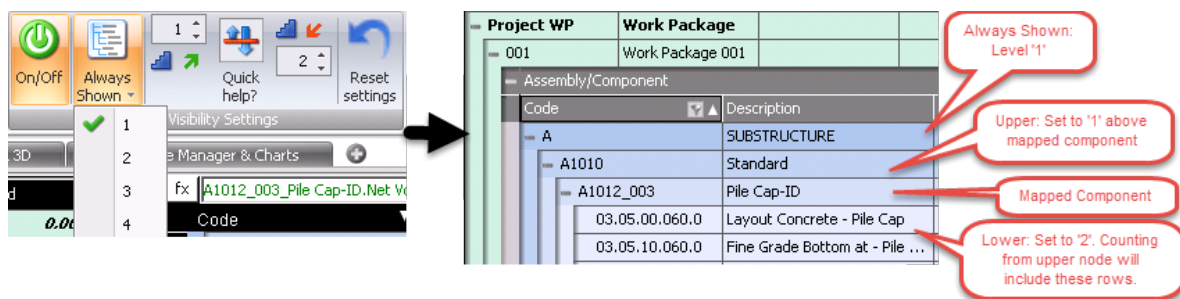 1
2
On/Off
Always
Shown
Quick
help?
Reset
settings
Visibility Settings
1
2
3
4
3D
e Manager & Charts
fx
A1012_003_Pile Cap-ID.Net Vo
d
0.00
Code
Project WP
Work Package
001
Work Package 001
Assembly/Component
Code
Description
A
SUBSTRUCTURE
A1010
Standard
A1012_003
Pile Cap-ID
03.05.00.060.0
Layout Concrete - Pile Cap
03.05.10.060.0
Fine Grade Bottom at - Pile ...
Always Shown:
Level '1'
Upper: Set to '1' above
mapped component
Mapped Component
Lower: Set to '2'. Counting
from upper node will
include these rows.